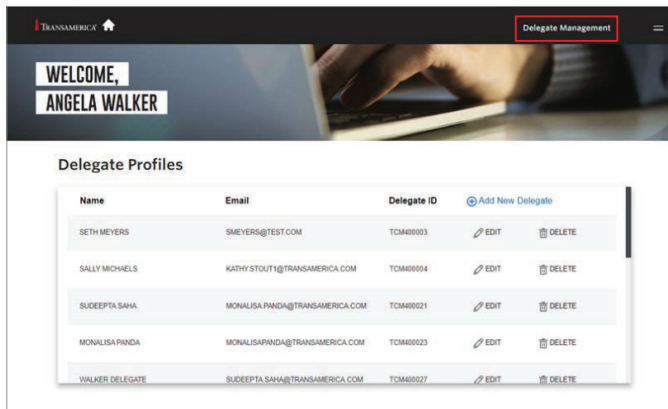 TRANSAMERICA
Delegate Management
WELCOME,
ANGELA WALKER
Delegate Profiles
Name Email Delegate ID Add New Delegate
SETH MEYERS SMEYERS@TEST.COM TCM400003 EDIT DELETE
SALLY MICHAELS KATHY.STOUT1@TRANSAMERICA.COM TCM400004 EDIT DELETE
SUDEEPTA SAHA MONALISA.PANDA@TRANSAMERICA.COM TCM400021 EDIT DELETE
MONALISA PANDA MONALISAPANDA@TRANSAMERICA.COM TCM400023 EDIT DELETE
WALKER DELEGATE SUDEEPTA.SAHA@TRANSAMERICA.COM TCM400027 EDIT DELETE